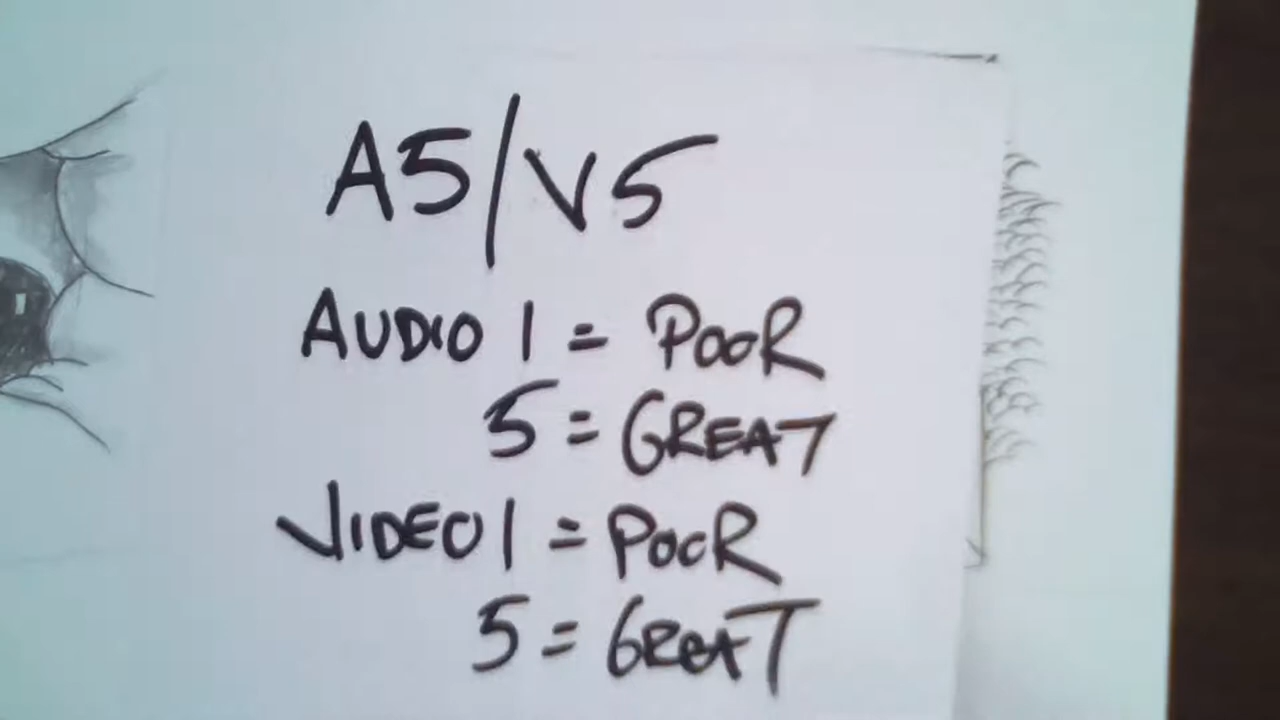 A5/V5
AUDIO 1 = POOR
5 = GREAT
VIDEO 1 = POOR
5 = GREAT